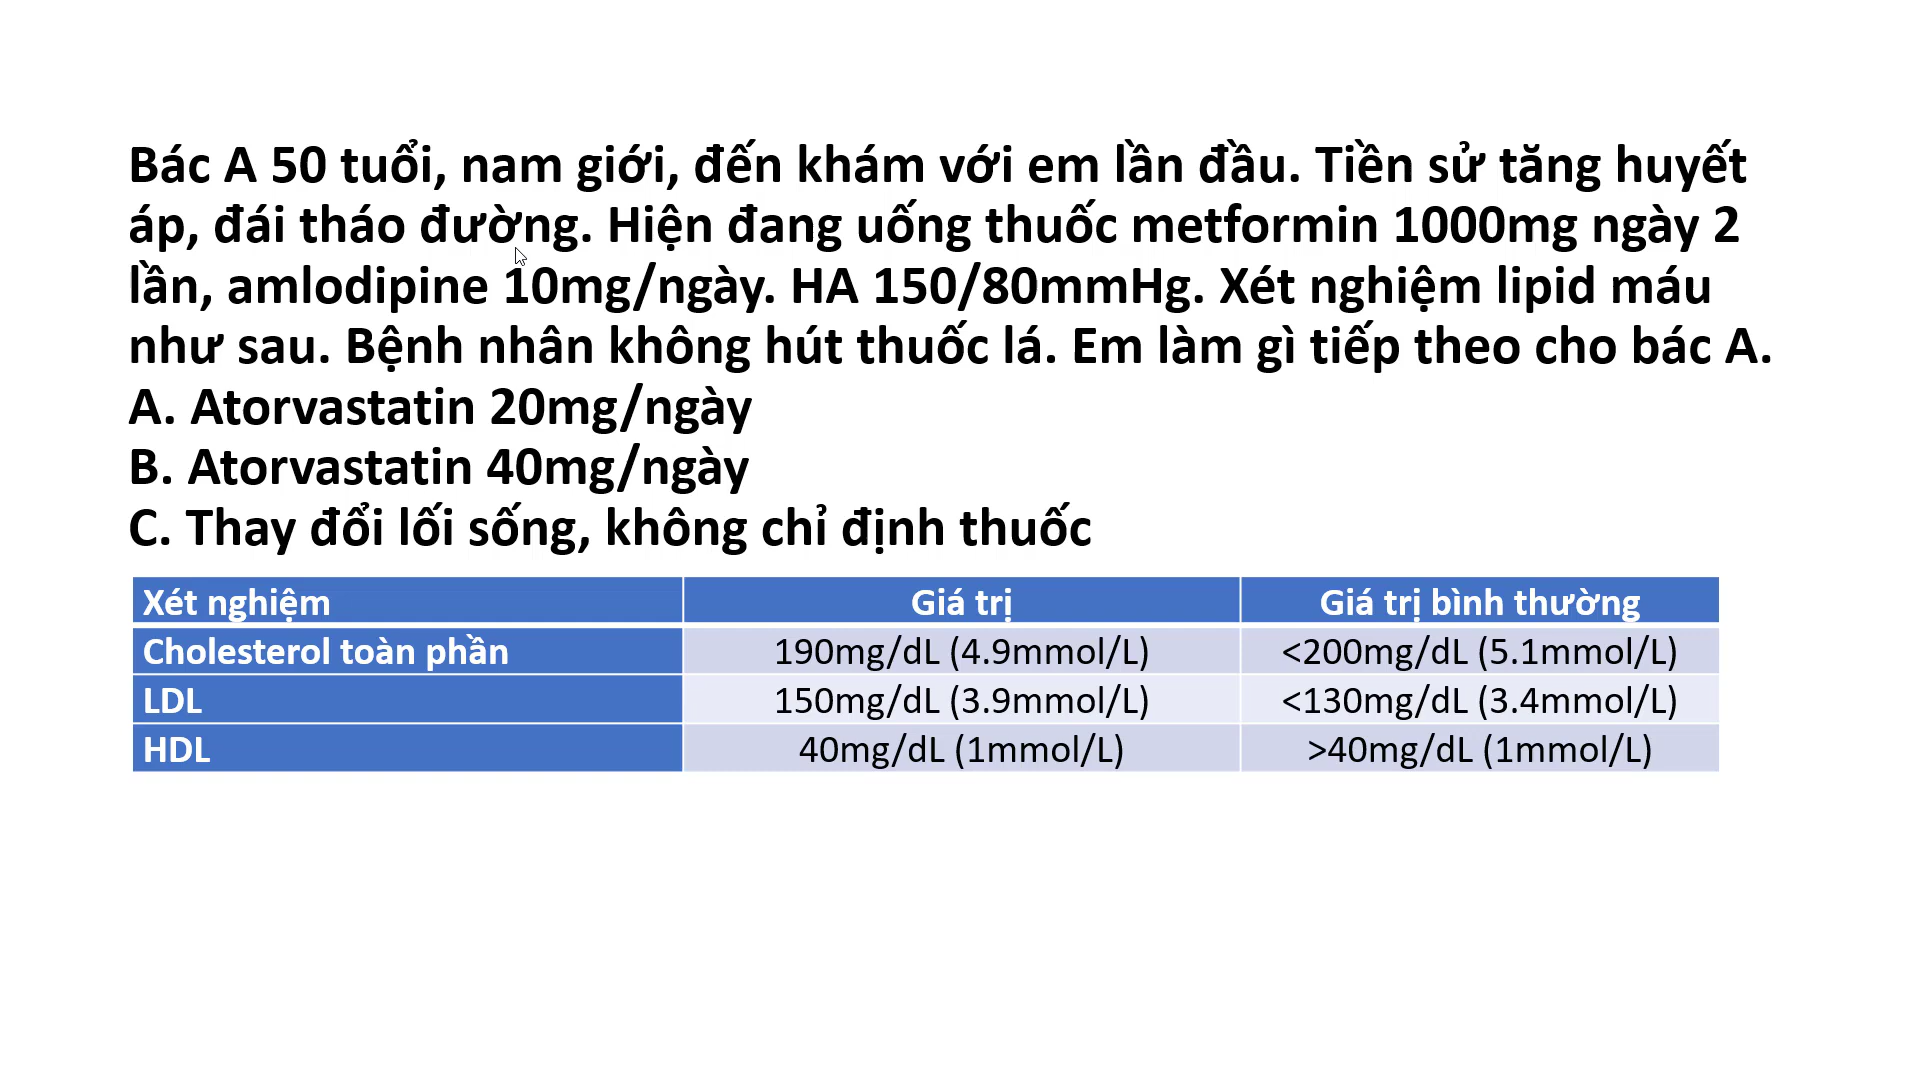 Bác A 50 tuổi, nam giới, đến khám với em lần đầu. Tiền sử tăng huyết
áp, đái tháo đường. Hiện đang uống thuốc metformin 1000mg ngày 2
lần, amlodipine 10mg/ngày. HA 150/80mmHg. Xét nghiệm lipid máu
như sau. Bệnh nhân không hút thuốc lá. Em làm gì tiếp theo cho bác A.
A. Atorvastatin 20mg/ngày
B. Atorvastatin 40mg/ngày
C. Thay đổi lối sống, không chỉ định thuốc
Xét nghiệm Giá trị Giá trị bình thường
Cholesterol toàn phần 190mg/dL (4.9mmol/L) <200mg/dL (5.1mmol/L)
LDL 150mg/dL (3.9mmol/L) <130mg/dL (3.4mmol/L)
HDL 40mg/dL (1mmol/L) >40mg/dL (1mmol/L)